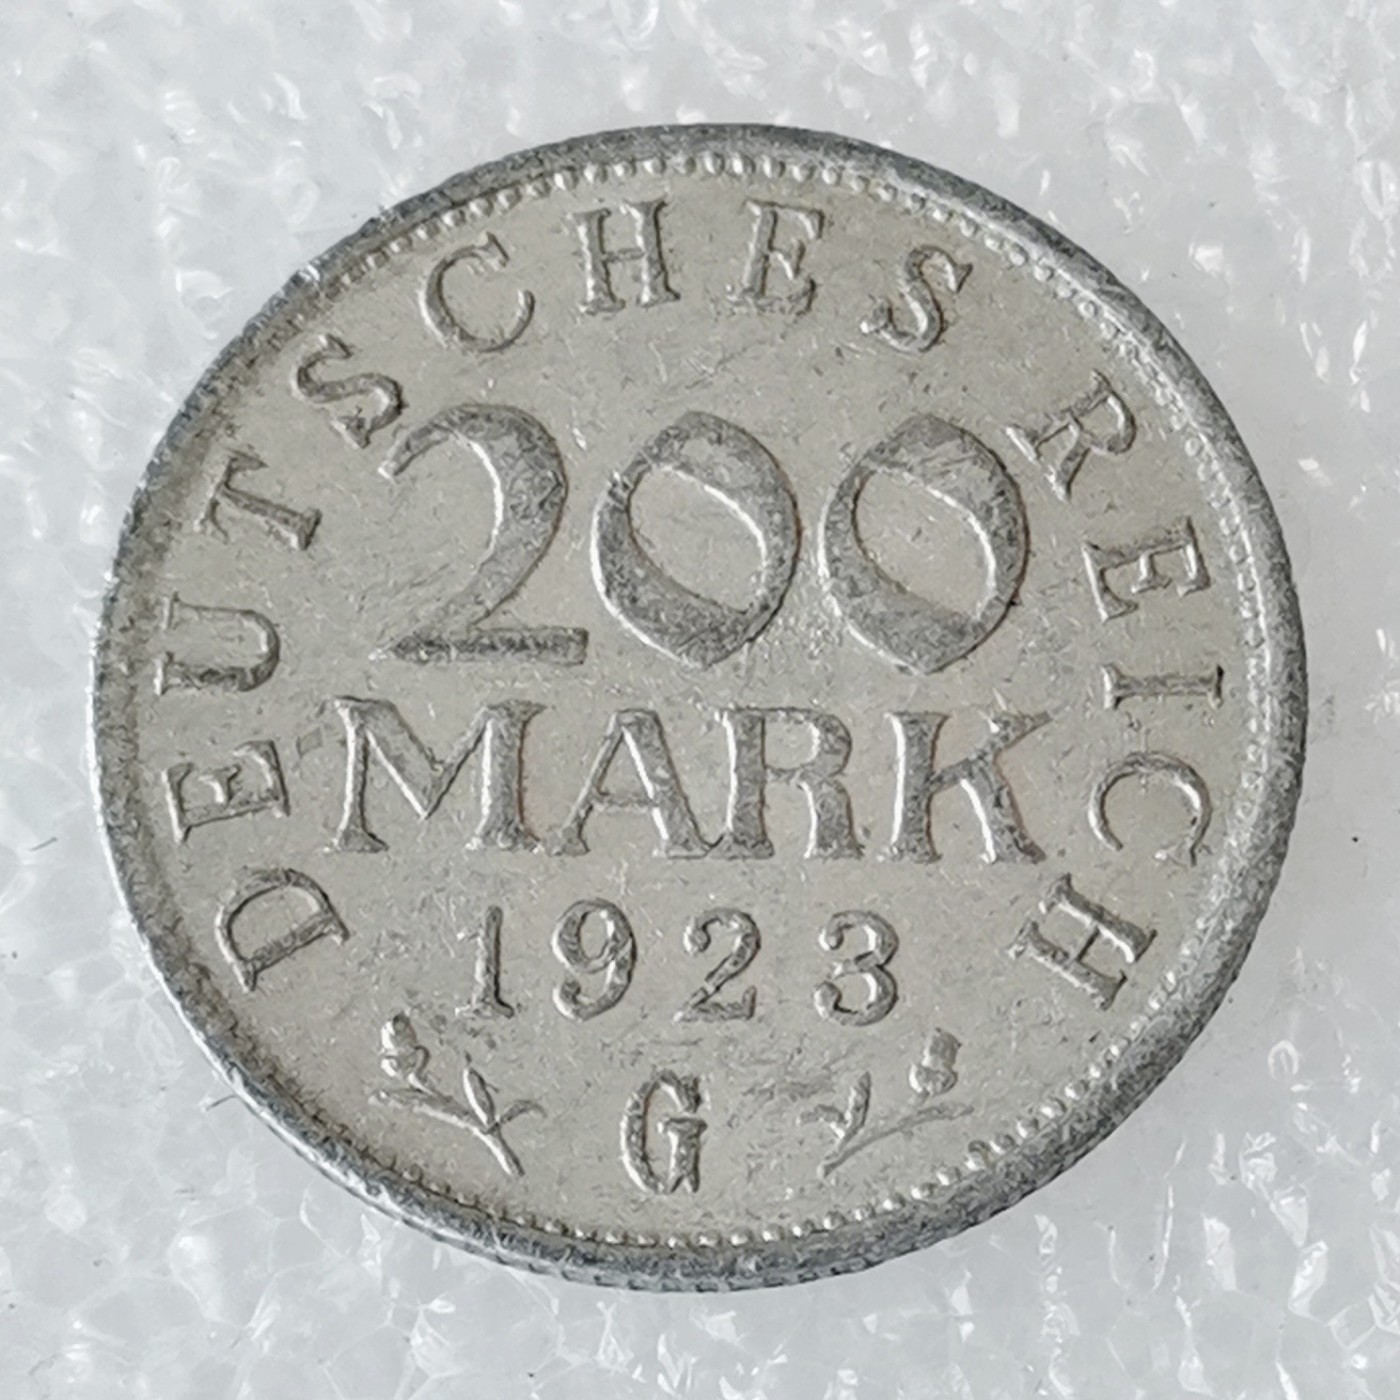 DEUTSCHES REICH
200
MARK
1923
G